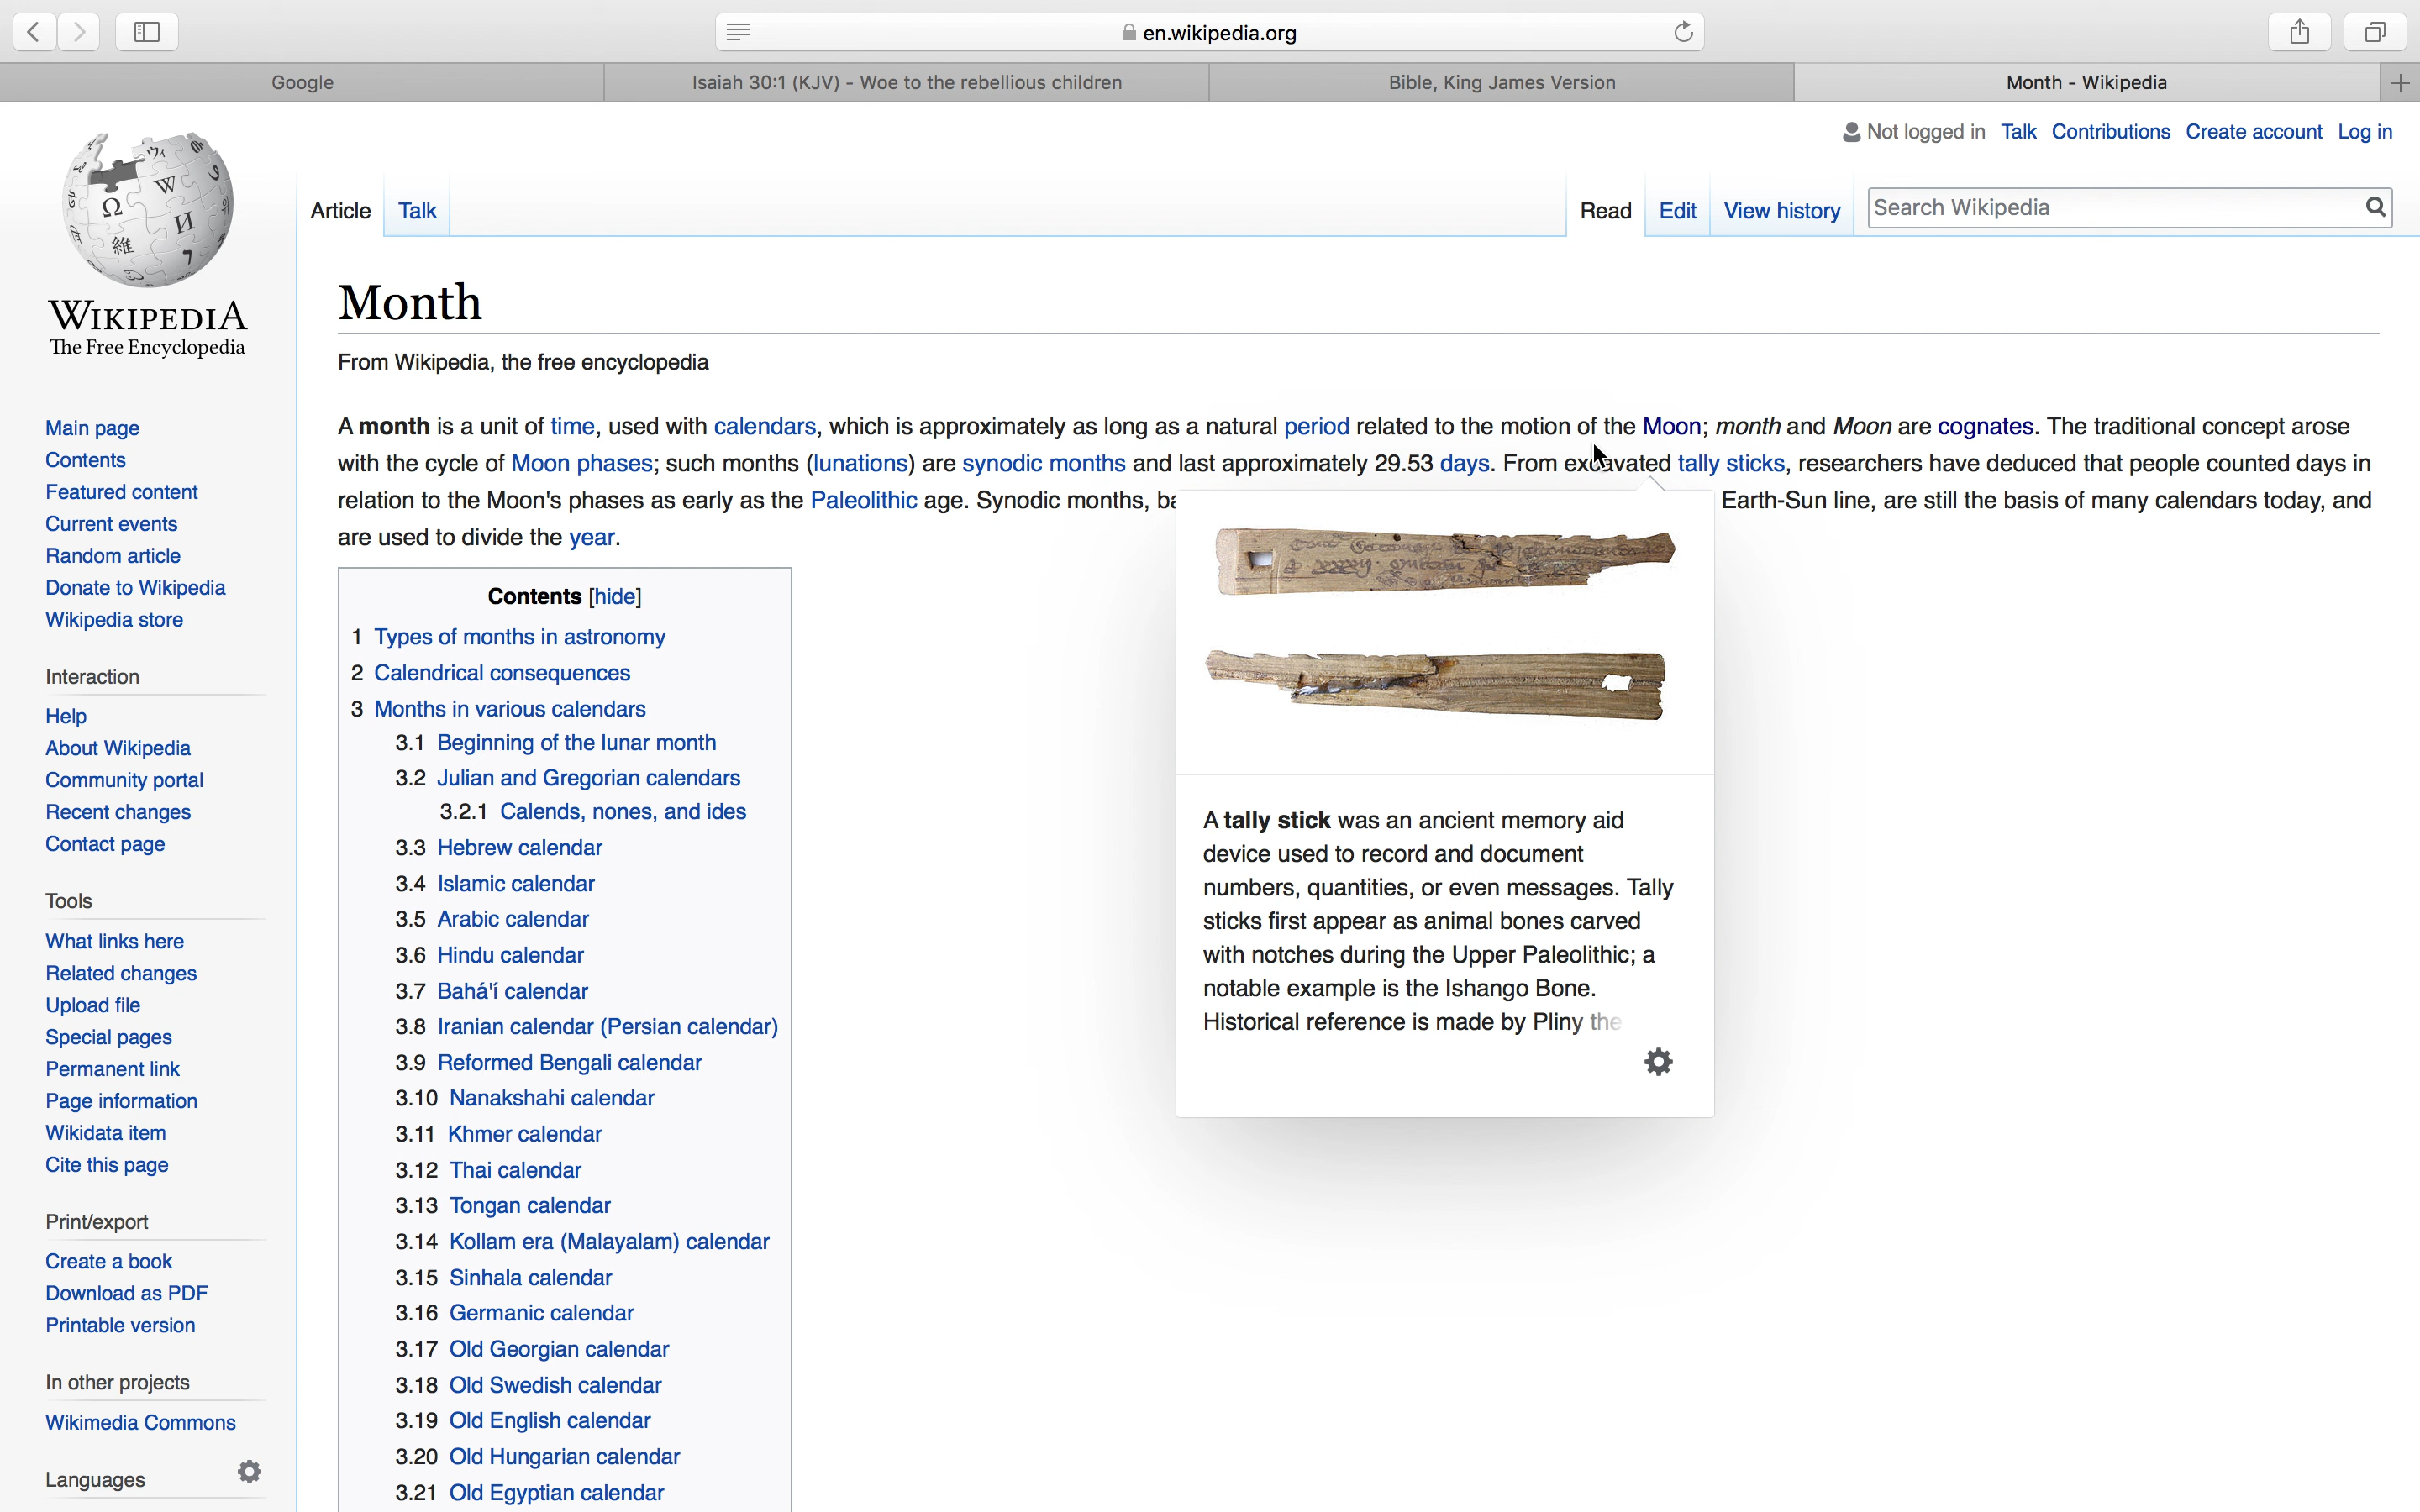 en.wikipedia.org
Google
Isaiah 30:1 (KJV) - Woe to the rebellious children
Bible, King James Version
Month - Wikipedia
Not logged in Talk Contributions Create account Log in
WIKIPEDIA
The Free Encyclopedia
Article Talk
Read Edit View history
Search Wikipedia
Month
From Wikipedia, the free encyclopedia
A month is a unit of time, used with calendars, which is approximately as long as a natural period related to the motion of the Moon; month and Moon are cognates. The traditional concept arose
with the cycle of Moon phases; such months (lunations) are synodic months and last approximately 29.53 days. From excavated tally sticks, researchers have deduced that people counted days in
relation to the Moon's phases as early as the Paleolithic age. Synodic months, ba Earth-Sun line, are still the basis of many calendars today, and
are used to divide the year.
Main page
Contents
Featured content
Current events
Random article
Donate to Wikipedia
Wikipedia store
Interaction
Help
About Wikipedia
Community portal
Recent changes
Contact page
Tools
What links here
Related changes
Upload file
Special pages
Permanent link
Page information
Wikidata item
Cite this page
Print/export
Create a book
Download as PDF
Printable version
In other projects
Wikimedia Commons
Languages
Contents [hide]
1 Types of months in astronomy
2 Calendrical consequences
3 Months in various calendars
3.1 Beginning of the lunar month
3.2 Julian and Gregorian calendars
3.2.1 Calends, nones, and ides
3.3 Hebrew calendar
3.4 Islamic calendar
3.5 Arabic calendar
3.6 Hindu calendar
3.7 Bahá'í calendar
3.8 Iranian calendar (Persian calendar)
3.9 Reformed Bengali calendar
3.10 Nanakshahi calendar
3.11 Khmer calendar
3.12 Thai calendar
3.13 Tongan calendar
3.14 Kollam era (Malayalam) calendar
3.15 Sinhala calendar
3.16 Germanic calendar
3.17 Old Georgian calendar
3.18 Old Swedish calendar
3.19 Old English calendar
3.20 Old Hungarian calendar
3.21 Old Egyptian calendar
A tally stick was an ancient memory aid
device used to record and document
numbers, quantities, or even messages. Tally
sticks first appear as animal bones carved
with notches during the Upper Paleolithic; a
notable example is the Ishango Bone.
Historical reference is made by Pliny the